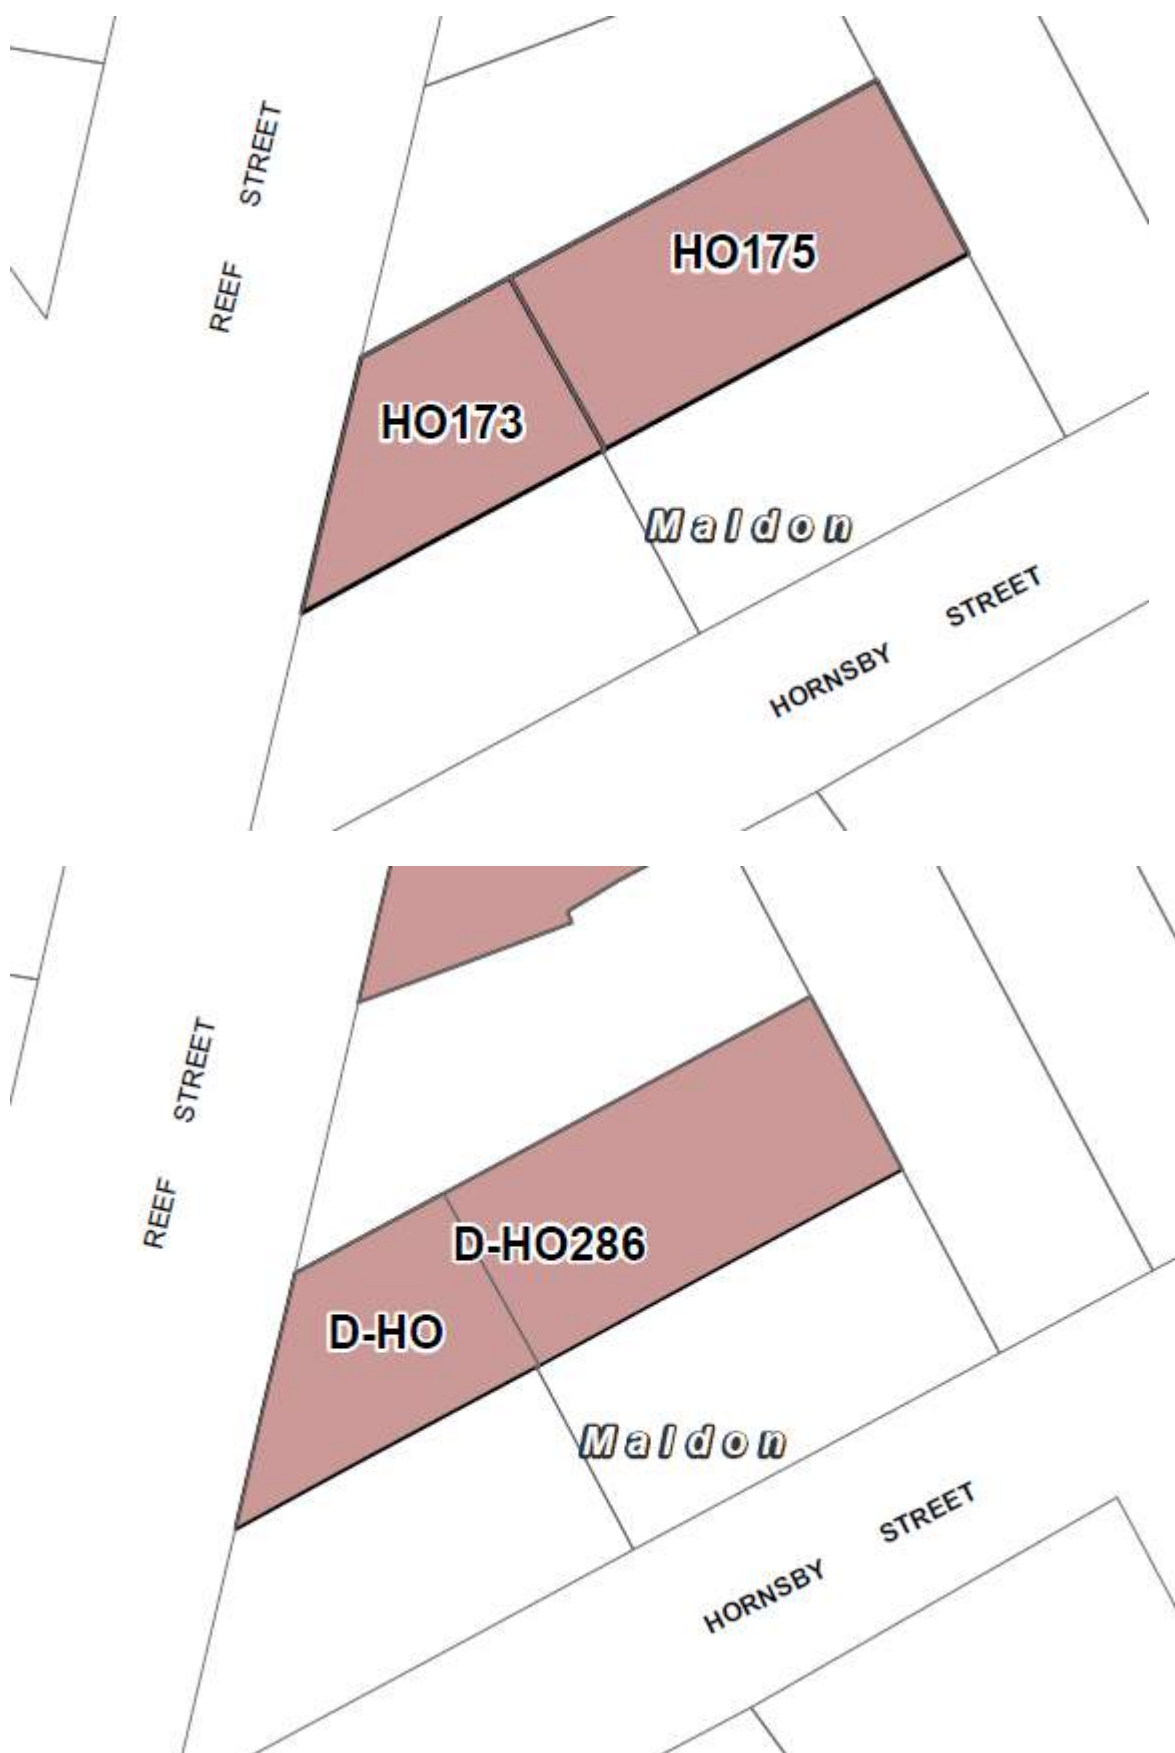 REEF STREET
HO175
HO173
Maldon
HORNSBY STREET
REEF STREET
D-HO286
D-HO
Maldon
HORNSBY STREET